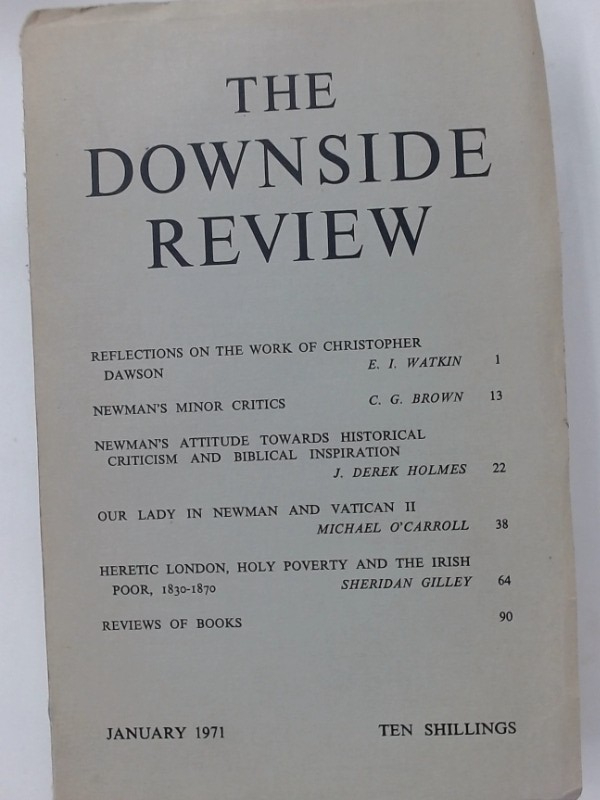 THE
DOWNSIDE
REVIEW
REFLECTIONS ON THE WORK OF CHRISTOPHER
DAWSON E. I. WATKIN 1
NEWMAN'S MINOR CRITICS C. G. BROWN 13
NEWMAN'S ATTITUDE TOWARDS HISTORICAL
CRITICISM AND BIBLICAL INSPIRATION
J. DEREK HOLMES 22
OUR LADY IN NEWMAN AND VATICAN II
MICHAEL O'CARROLL 38
HERETIC LONDON, HOLY POVERTY AND THE IRISH
POOR, 1830-1870 SHERIDAN GILLEY 64
REVIEWS OF BOOKS 90
JANUARY 1971 TEN SHILLINGS